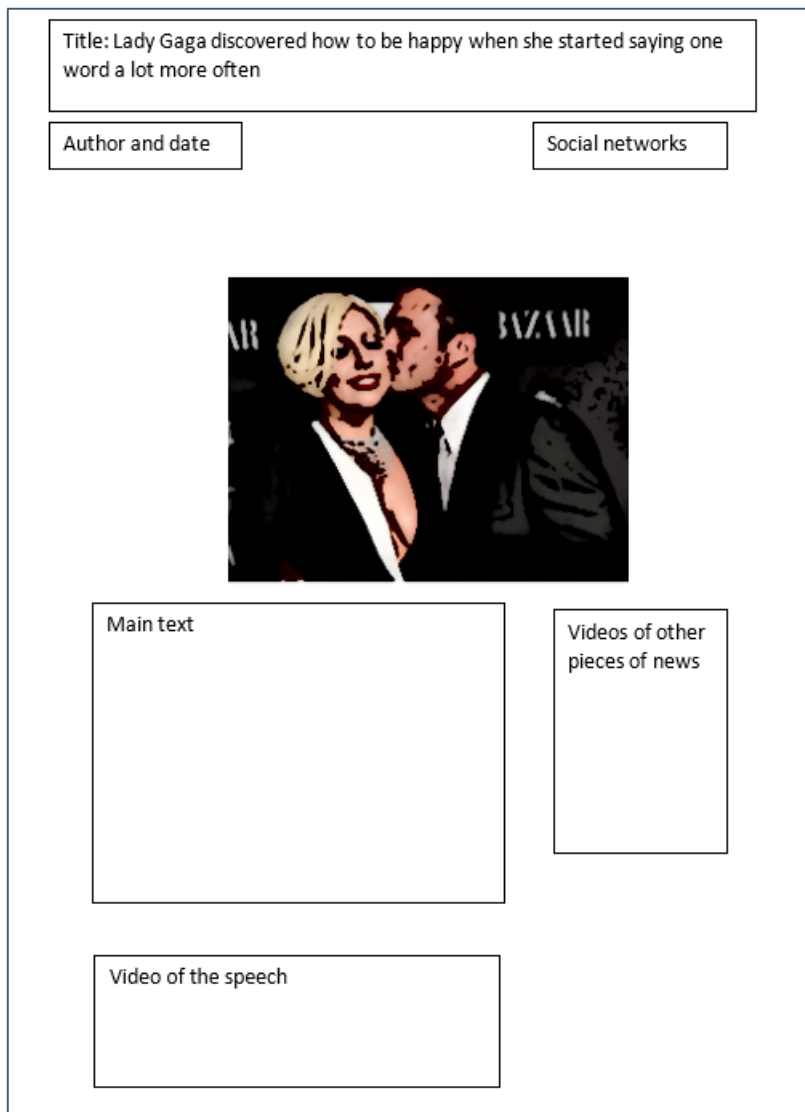 Title: Lady Gaga discovered how to be happy when she started saying one
word a lot more often
Author and date
Social networks
AR
BAZAAR
Main text
Videos of other
pieces of news
Video of the speech